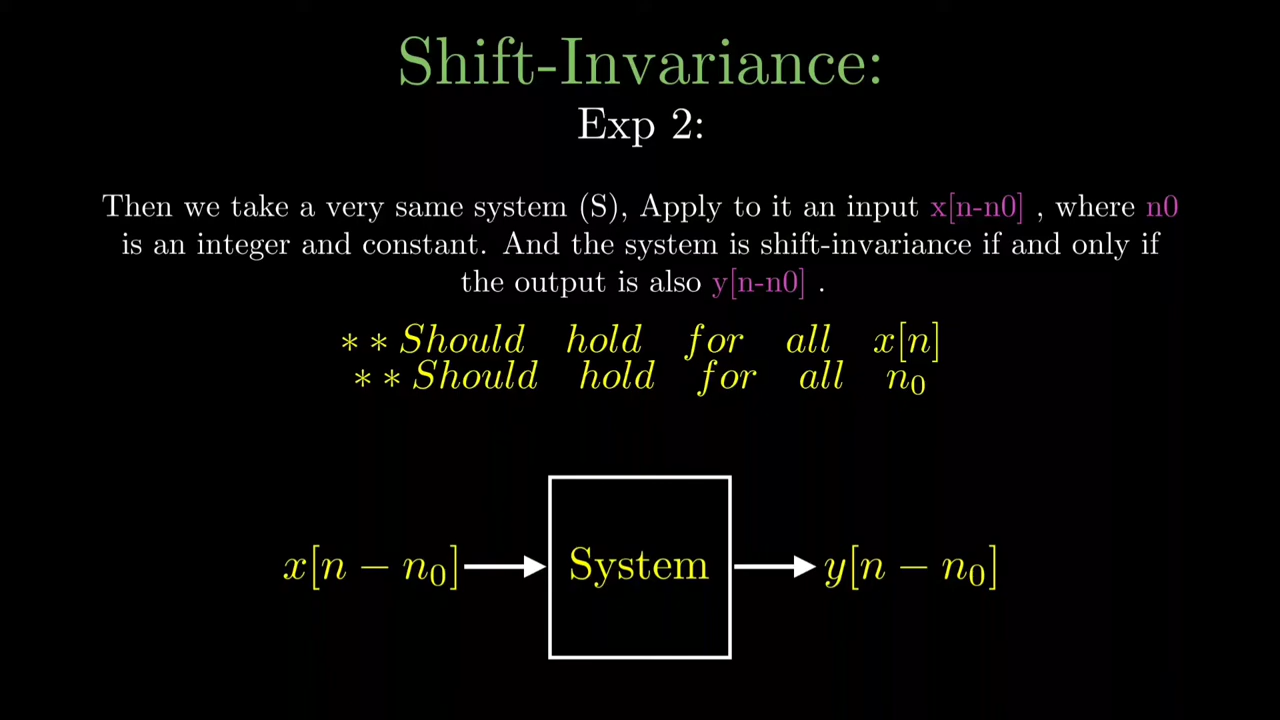 Shift-Invariance:
Exp 2:
Then we take a very same system (S), Apply to it an input x[n-n0] , where n0
is an integer and constant. And the system is shift-invariance if and only if
the output is also y[n-n0] .
** Should hold for all x[n]
** Should hold for all n₀
x[n − n₀] System y[n − n₀]